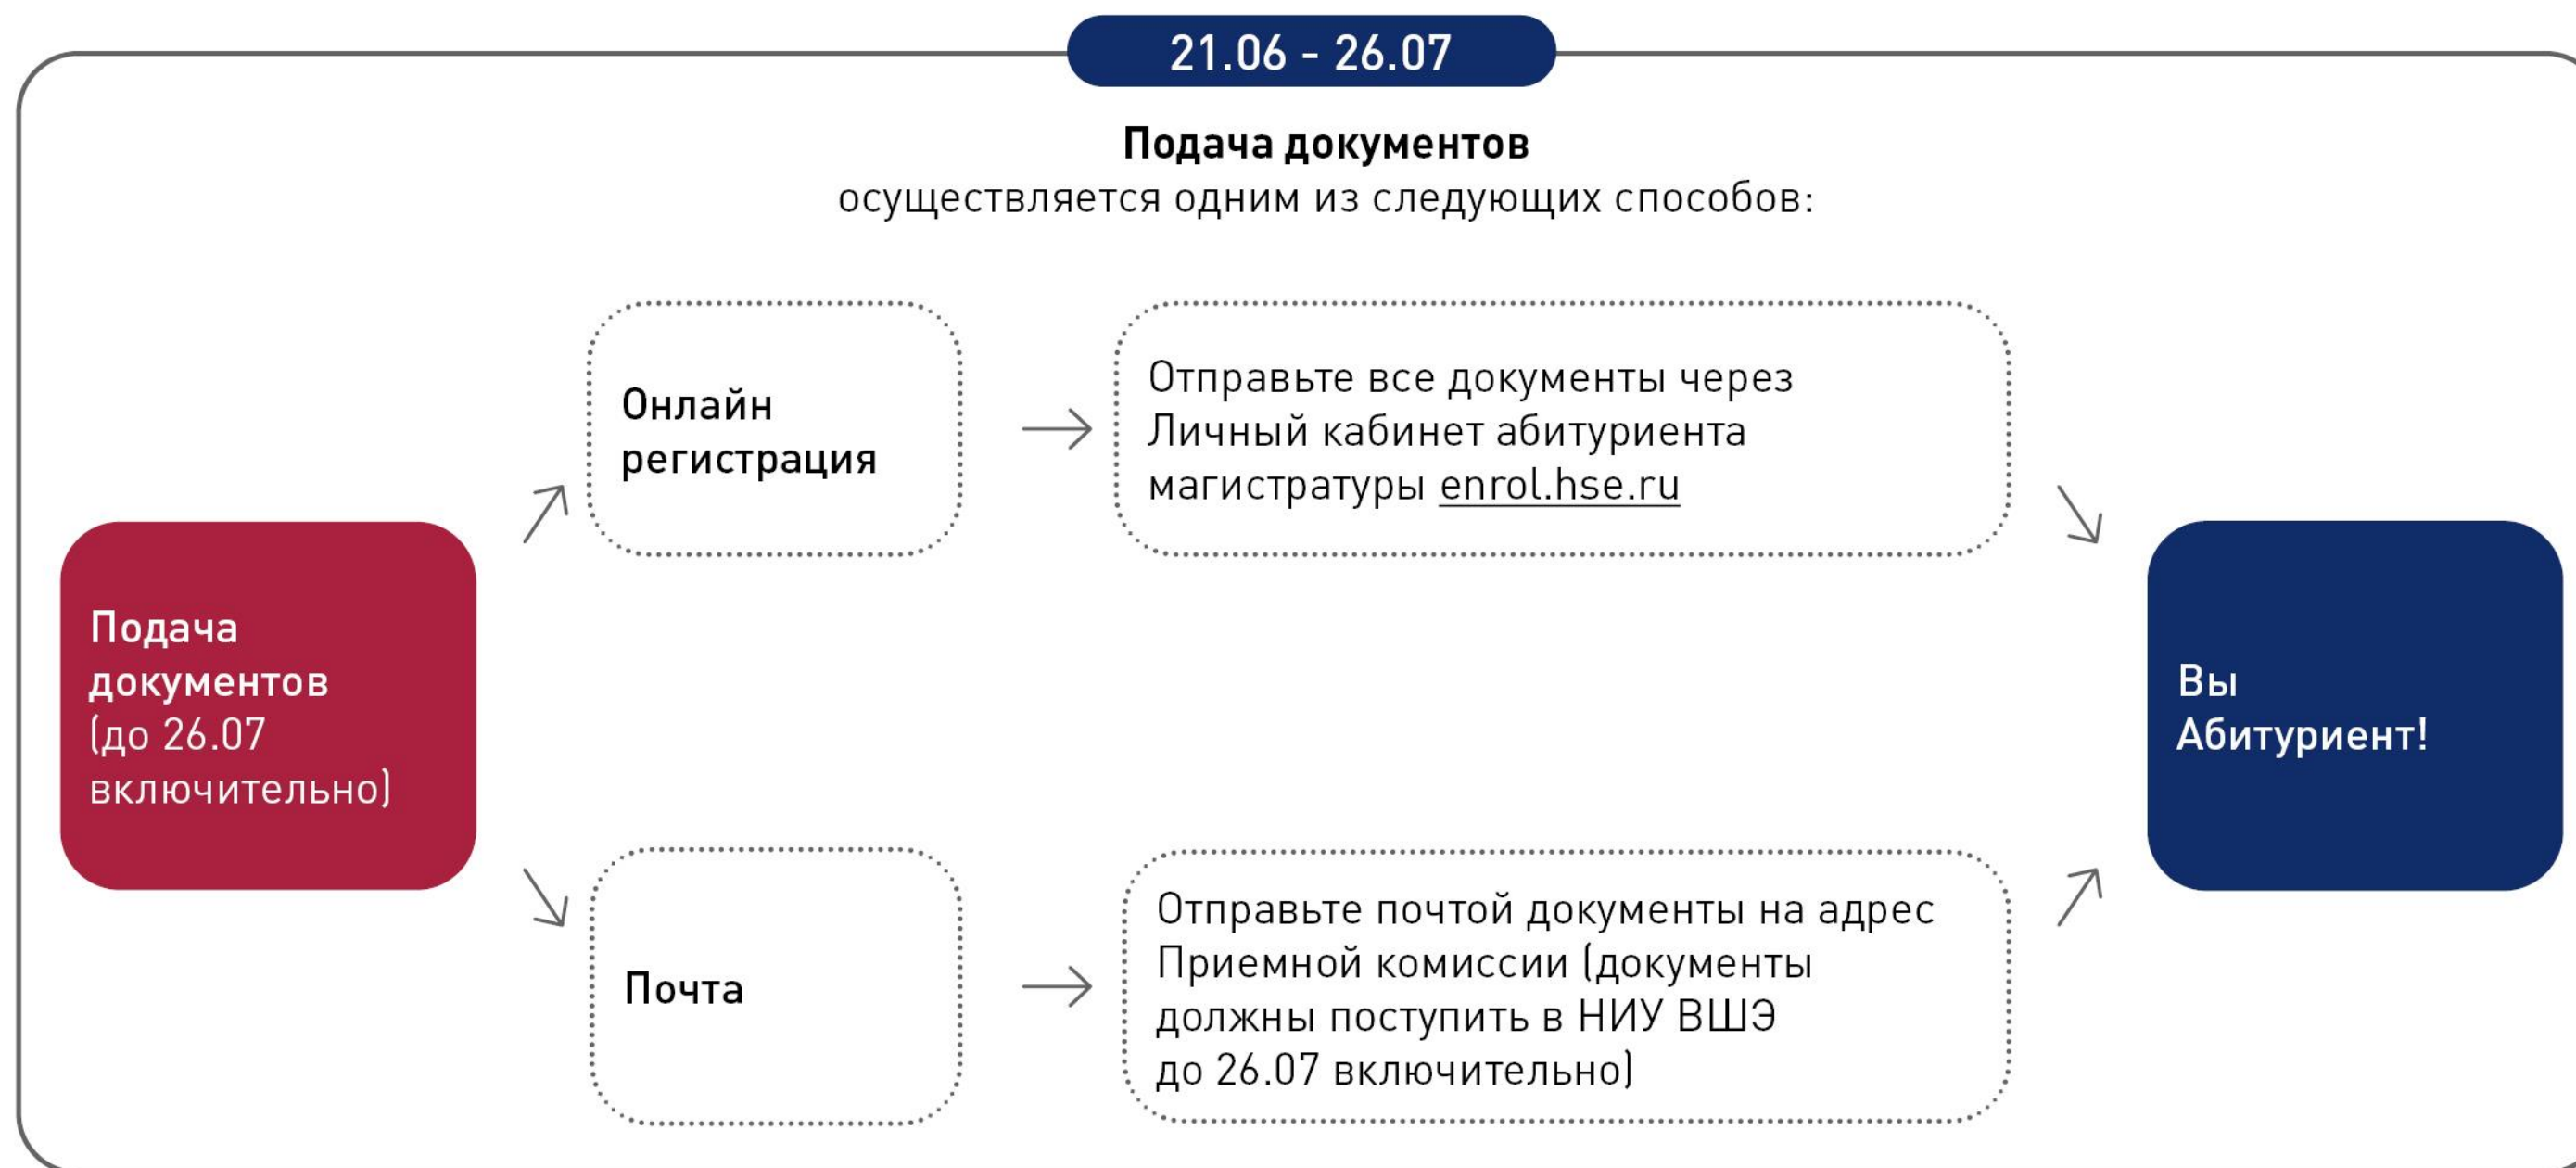 21.06 - 26.07
Подача документов
осуществляется одним из следующих способов:
Онлайн
регистрация
Отправьте все документы через
Личный кабинет абитуриента
магистратуры enrol.hse.ru
Подача
документов
(до 26.07
включительно)
Вы
Абитуриент!
Почта
Отправьте почтой документы на адрес
Приемной комиссии (документы
должны поступить в НИУ ВШЭ
до 26.07 включительно)